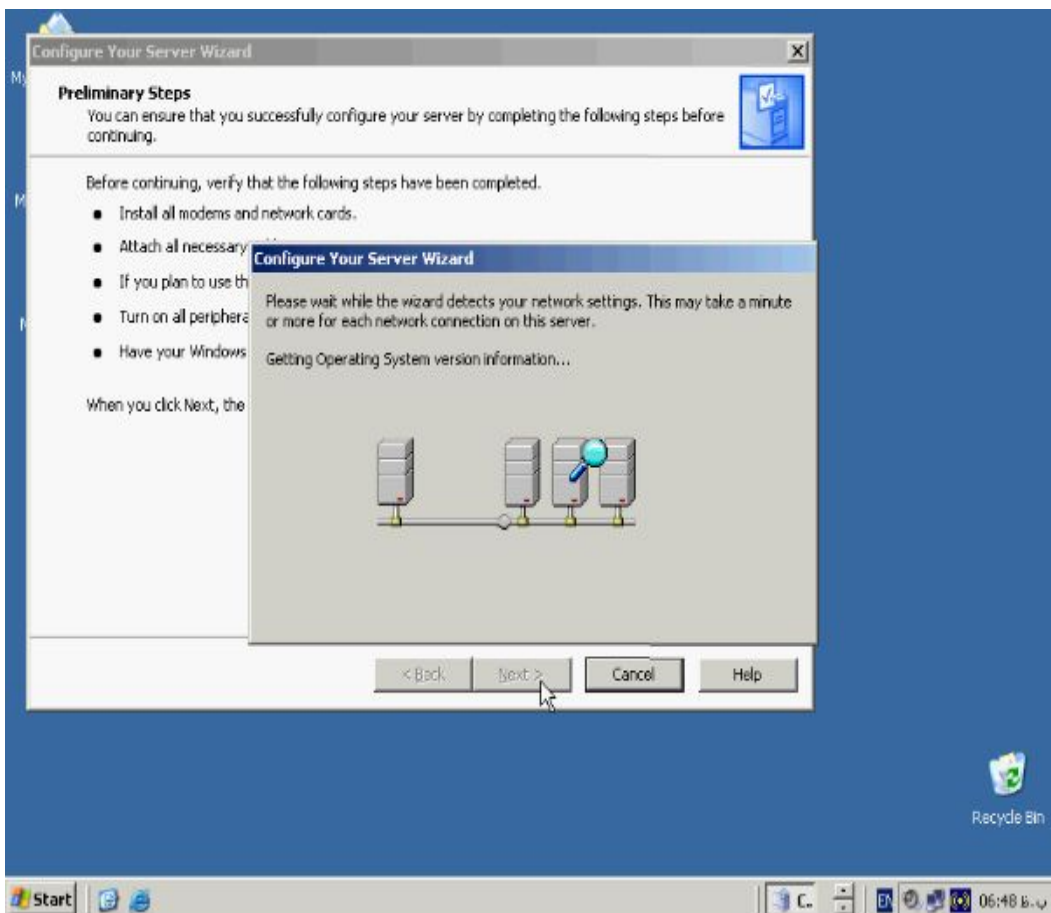 Configure Your Server Wizard
Preliminary Steps
You can ensure that you successfully configure your server by completing the following steps before
continuing.
Before continuing, verify that the following steps have been completed.
Install all modems and network cards.
Attach all necessary
If you plan to use th
Turn on all periphera
Have your Windows
When you click Next, the
Configure Your Server Wizard
Please wait while the wizard detects your network settings. This may take a minute
or more for each network connection on this server.
Getting Operating System version information...
< Back
Next >
Cancel
Help
Recycle Bin
Start
C..
EN
06:48 ب.ظ